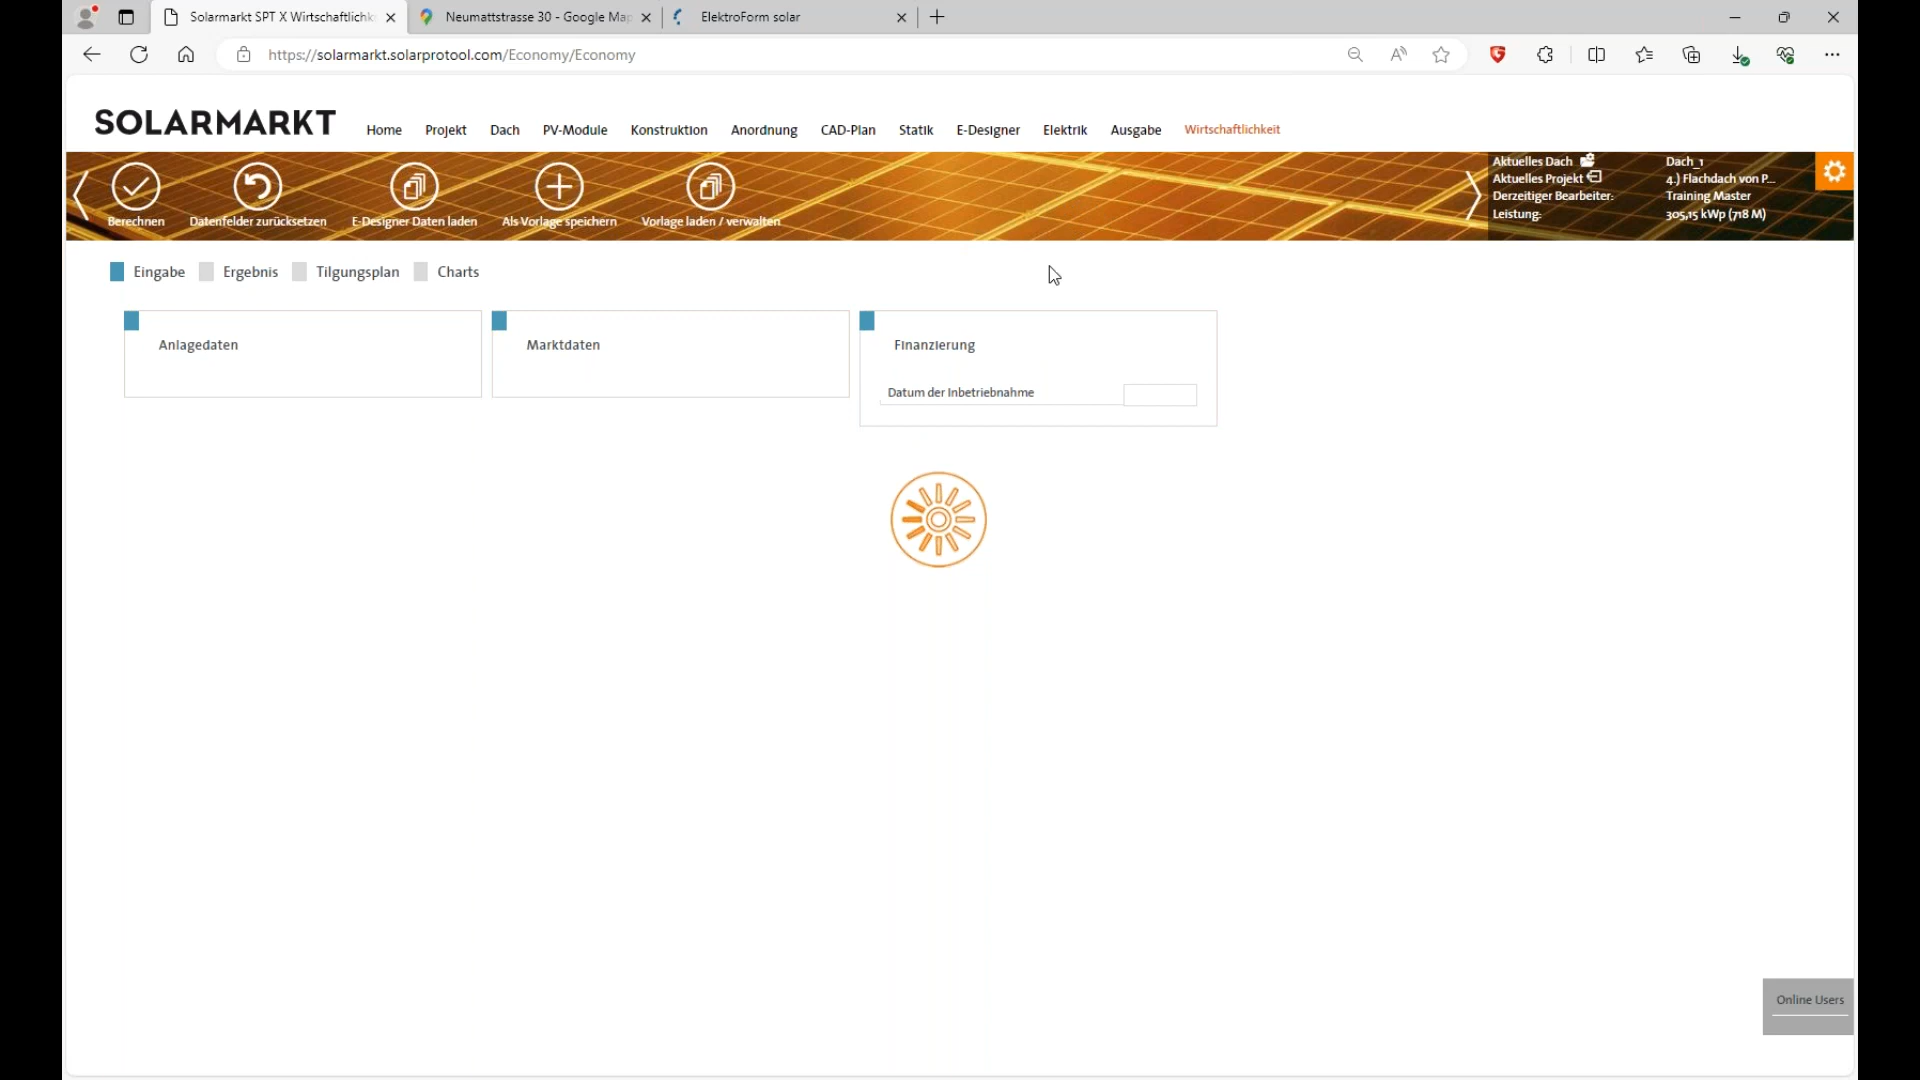 Solarmarkt SPT X Wirtschaftlichk
Neumattstrasse 30 - Google Map
ElektroForm solar
https://solarmarkt.solarprotool.com/Economy/Economy
SOLARMARKT
Home Projekt Dach PV-Module Konstruktion Anordnung CAD-Plan Statik E-Designer Elektrik Ausgabe Wirtschaftlichkeit
Berechnen Datenfelder zurücksetzen E-Designer Daten laden Als Vorlage speichern Vorlage laden / verwalten
Aktuelles Dach Dach_1
Aktuelles Projekt 4.) Flachdach von P...
Derzeitiger Bearbeiter: Training Master
Leistung: 305,15 kWp (718 M)
Eingabe Ergebnis Tilgungsplan Charts
Anlagedaten
Marktdaten
Finanzierung
Datum der Inbetriebnahme
Online Users